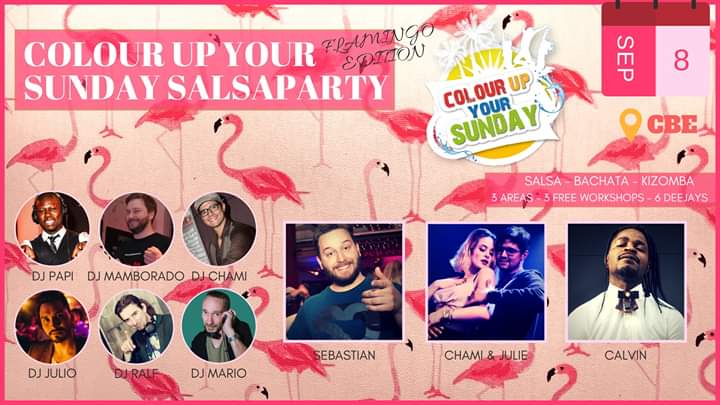 COLOUR UP YOUR
SUNDAY SALSAPARTY
FLAMINGO
EDITION
COLOUR UP
YOUR
SUNDAY
SEP
8
CBE
SALSA - BACHATA - KIZOMBA
3 AREAS - 3 FREE WORKSHOPS - 6 DEEJAYS
DJ PAPI
DJ MAMBORADO
DJ CHAMI
DJ JULIO
DJ RALF
DJ MARIO
SEBASTIAN
CHAMI & JULIE
CALVIN